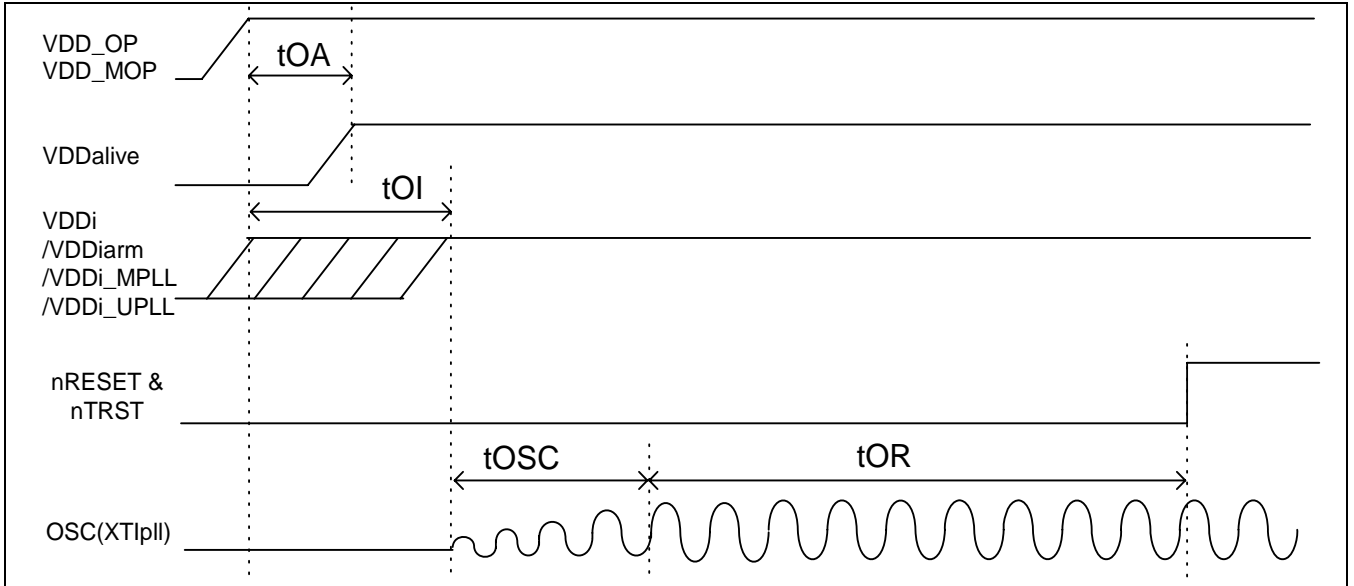 VDD_OP
VDD_MOP
tOA
VDDalive
tOI
VDDi
/VDDiarm
/VDDi_MPLL
/VDDi_UPLL
nRESET &
nTRST
tOSC
tOR
OSC(XTIpll)